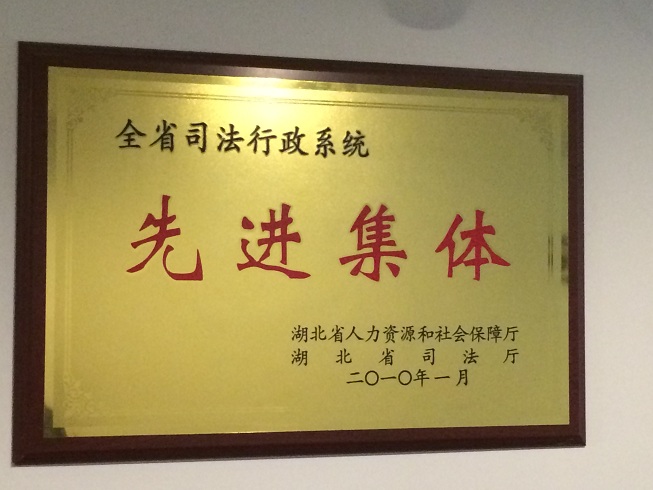 全省司法行政系统
先进集体
湖北省人力资源和社会保障厅
湖北省司法厅
二〇一〇年一月